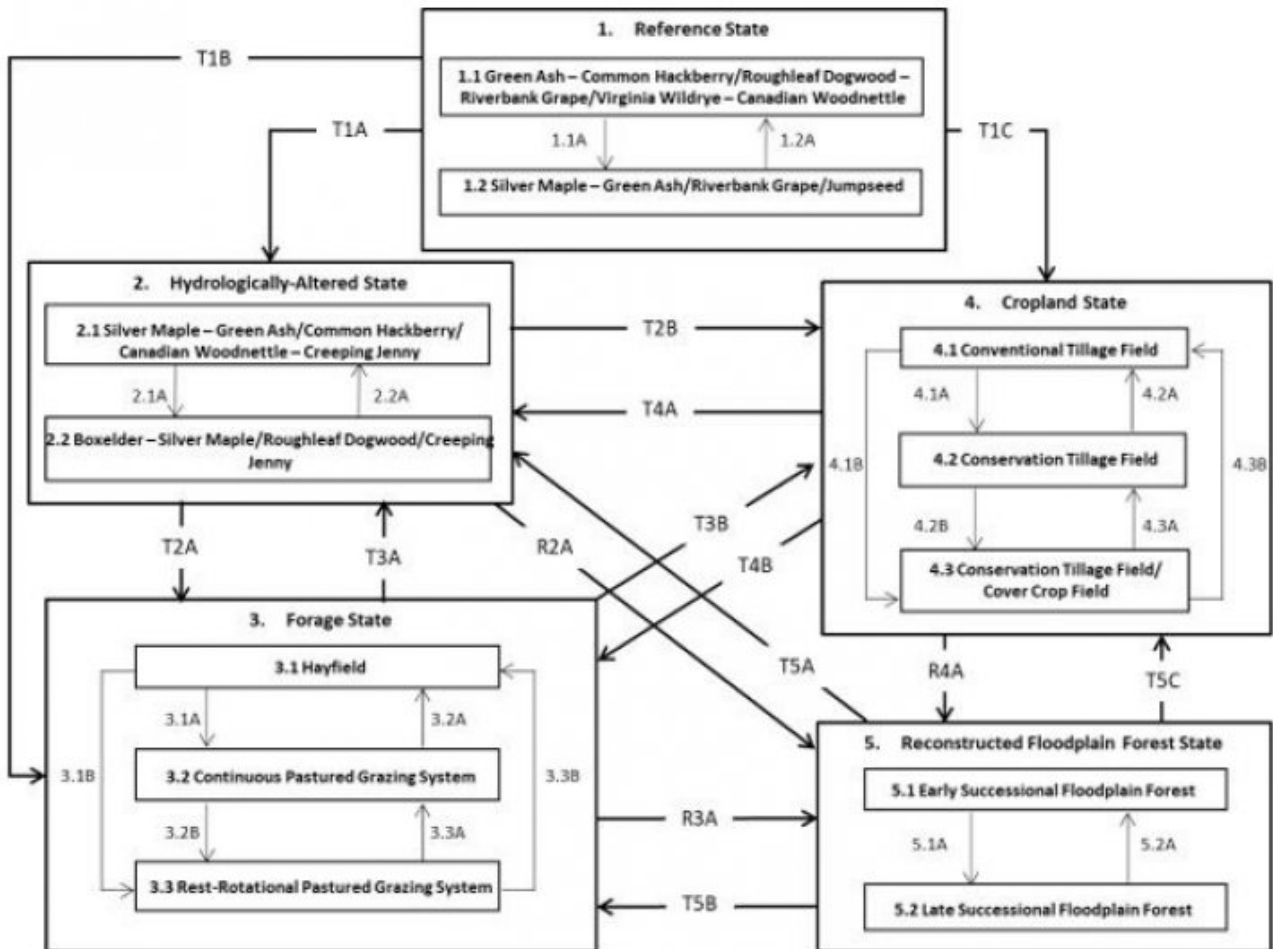 1. Reference State
T1B
1.1 Green Ash – Common Hackberry/Roughleaf Dogwood –
Riverbank Grape/Virginia Wildrye – Canadian Woodnettle
T1A
T1C
1.1A
1.2A
1.2 Silver Maple – Green Ash/Riverbank Grape/Jumpseed
2. Hydrologically-Altered State
2.1 Silver Maple – Green Ash/Common Hackberry/
Canadian Woodnettle – Creeping Jenny
2.1A
2.2A
2.2 Boxelder – Silver Maple/Roughleaf Dogwood/Creeping
Jenny
T2B
T4A
4. Cropland State
4.1 Conventional Tillage Field
4.1A
4.2A
4.1B
4.3B
4.2 Conservation Tillage Field
4.2B
4.3A
4.3 Conservation Tillage Field/
Cover Crop Field
T2A
T3A
R2A
T3B
T4B
T5A
R4A
T5C
3. Forage State
3.1 Hayfield
3.1A
3.2A
3.1B
3.3B
3.2 Continuous Pastured Grazing System
3.2B
3.3A
3.3 Rest-Rotational Pastured Grazing System
R3A
T5B
5. Reconstructed Floodplain Forest State
5.1 Early Successional Floodplain Forest
5.1A
5.2A
5.2 Late Successional Floodplain Forest